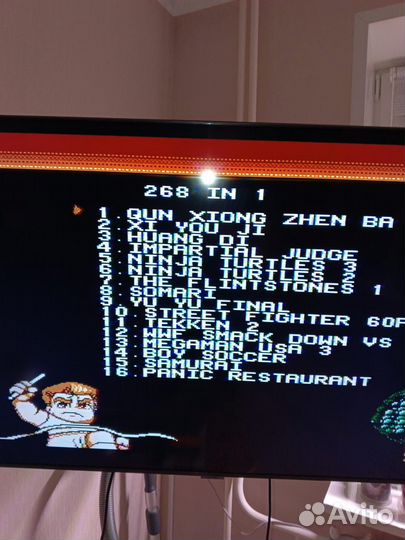 268 IN 1
1. QUN XIONG ZHEN BA
2. XI YOU JI
3. HUANG DI
4. IMPARTIAL JUDGE
5. NINJA TURTLES 3
6. NINJA TURTLES 2
7. THE FLINTSTONES 1
8. SOMARI
9. YU YU FINAL
10. STREET FIGHTER 60P
11. TEKKEN 2
12. WWF SMACK DOWN VS
13. MEGAMAN USA 3
14. BOY SOCCER
15. SAMURAI
16. PANIC RESTAURANT
Avito